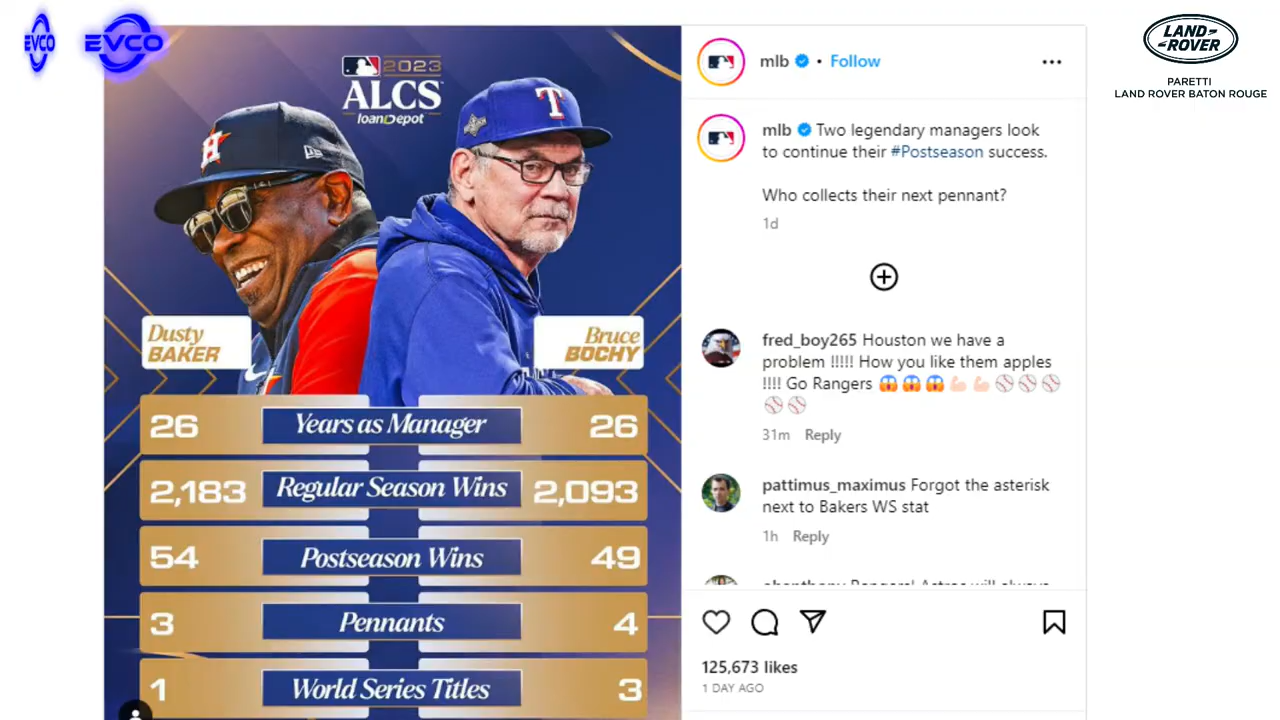 EVCO
EVCO
2023
ALCS
loanDepot
H
NEW ERA
T
Dusty
BAKER
Bruce
BOCHY
26 Years as Manager 26
2,183 Regular Season Wins 2,093
54 Postseason Wins 49
3 Pennants 4
1 World Series Titles 3
mlb • Follow
mlb Two legendary managers look
to continue their #Postseason success.
Who collects their next pennant?
1d
fred_boy265 Houston we have a
problem !!!!! How you like them apples
!!!! Go Rangers 😱😱😱💪🏻💪🏻⚾⚾⚾
⚾⚾
31m Reply
pattimus_maximus Forgot the asterisk
next to Bakers WS stat
1h Reply
125,673 likes
1 DAY AGO
LAND-
-ROVER
PARETTI
LAND ROVER BATON ROUGE